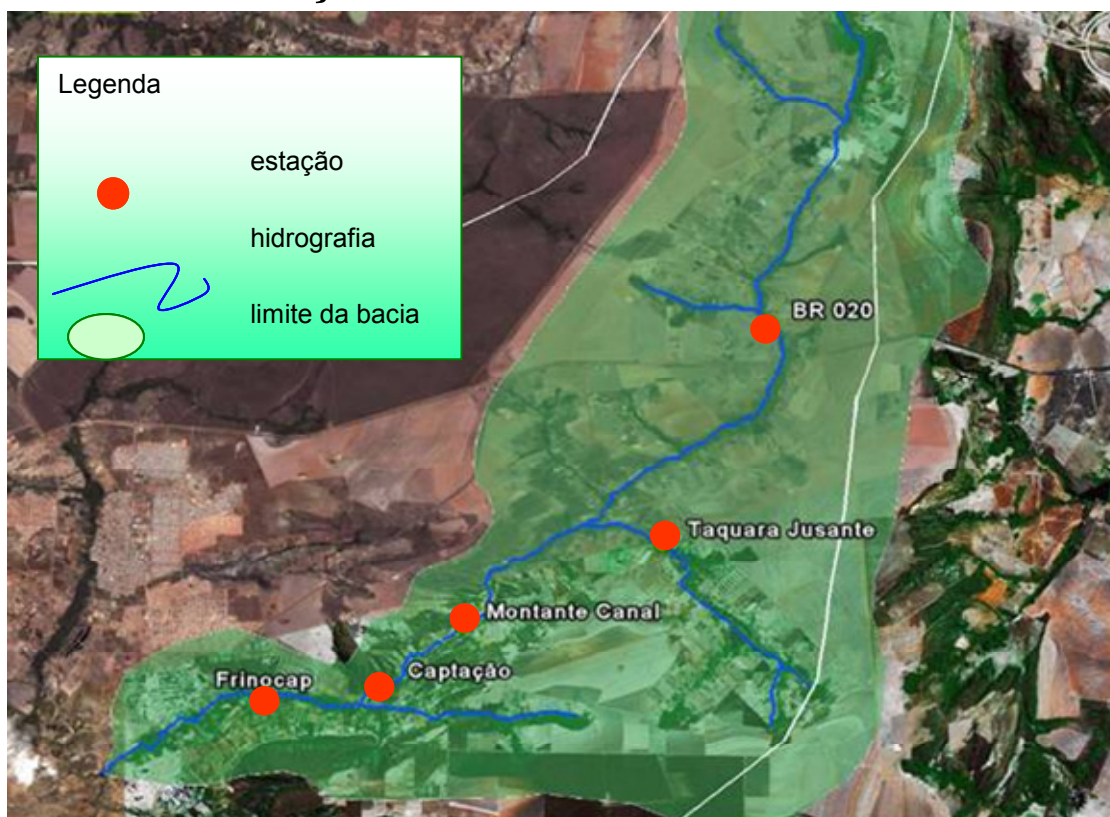 Legenda
estação
hidrografia
limite da bacia
BR 020
Taquara Jusante
Montante Canal
Captação
Frinocap